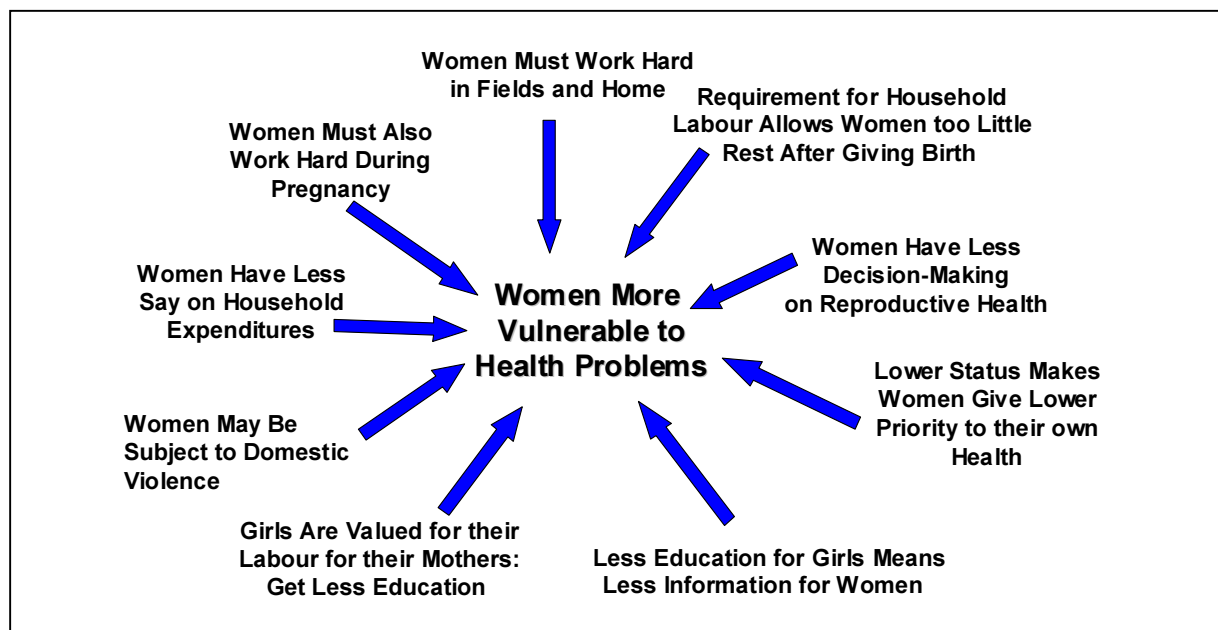 Women Must Work Hard
in Fields and Home
Requirement for Household
Labour Allows Women too Little
Rest After Giving Birth
Women Must Also
Work Hard During
Pregnancy
Women Have Less
Decision-Making
on Reproductive Health
Women Have Less
Say on Household
Expenditures
Women More
Vulnerable to
Health Problems
Lower Status Makes
Women Give Lower
Priority to their own
Health
Women May Be
Subject to Domestic
Violence
Girls Are Valued for their
Labour for their Mothers:
Get Less Education
Less Education for Girls Means
Less Information for Women